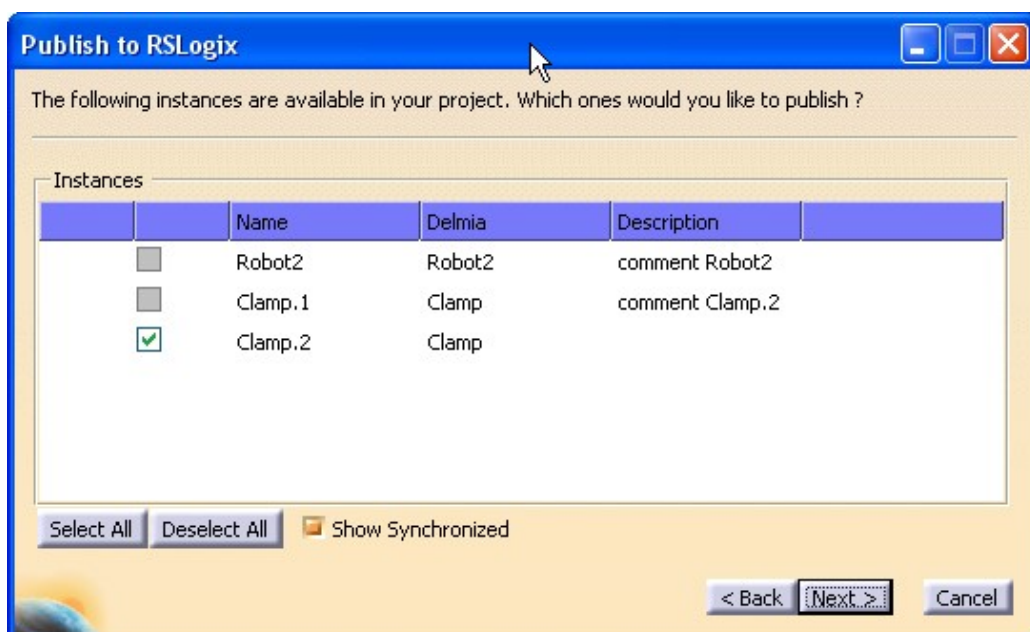 Publish to RSLogix
The following instances are available in your project. Which ones would you like to publish ?
Instances
Name Delmia Description
Robot2 Robot2 comment Robot2
Clamp.1 Clamp comment Clamp.2
Clamp.2 Clamp
Select All Deselect All Show Synchronized
< Back Next > Cancel